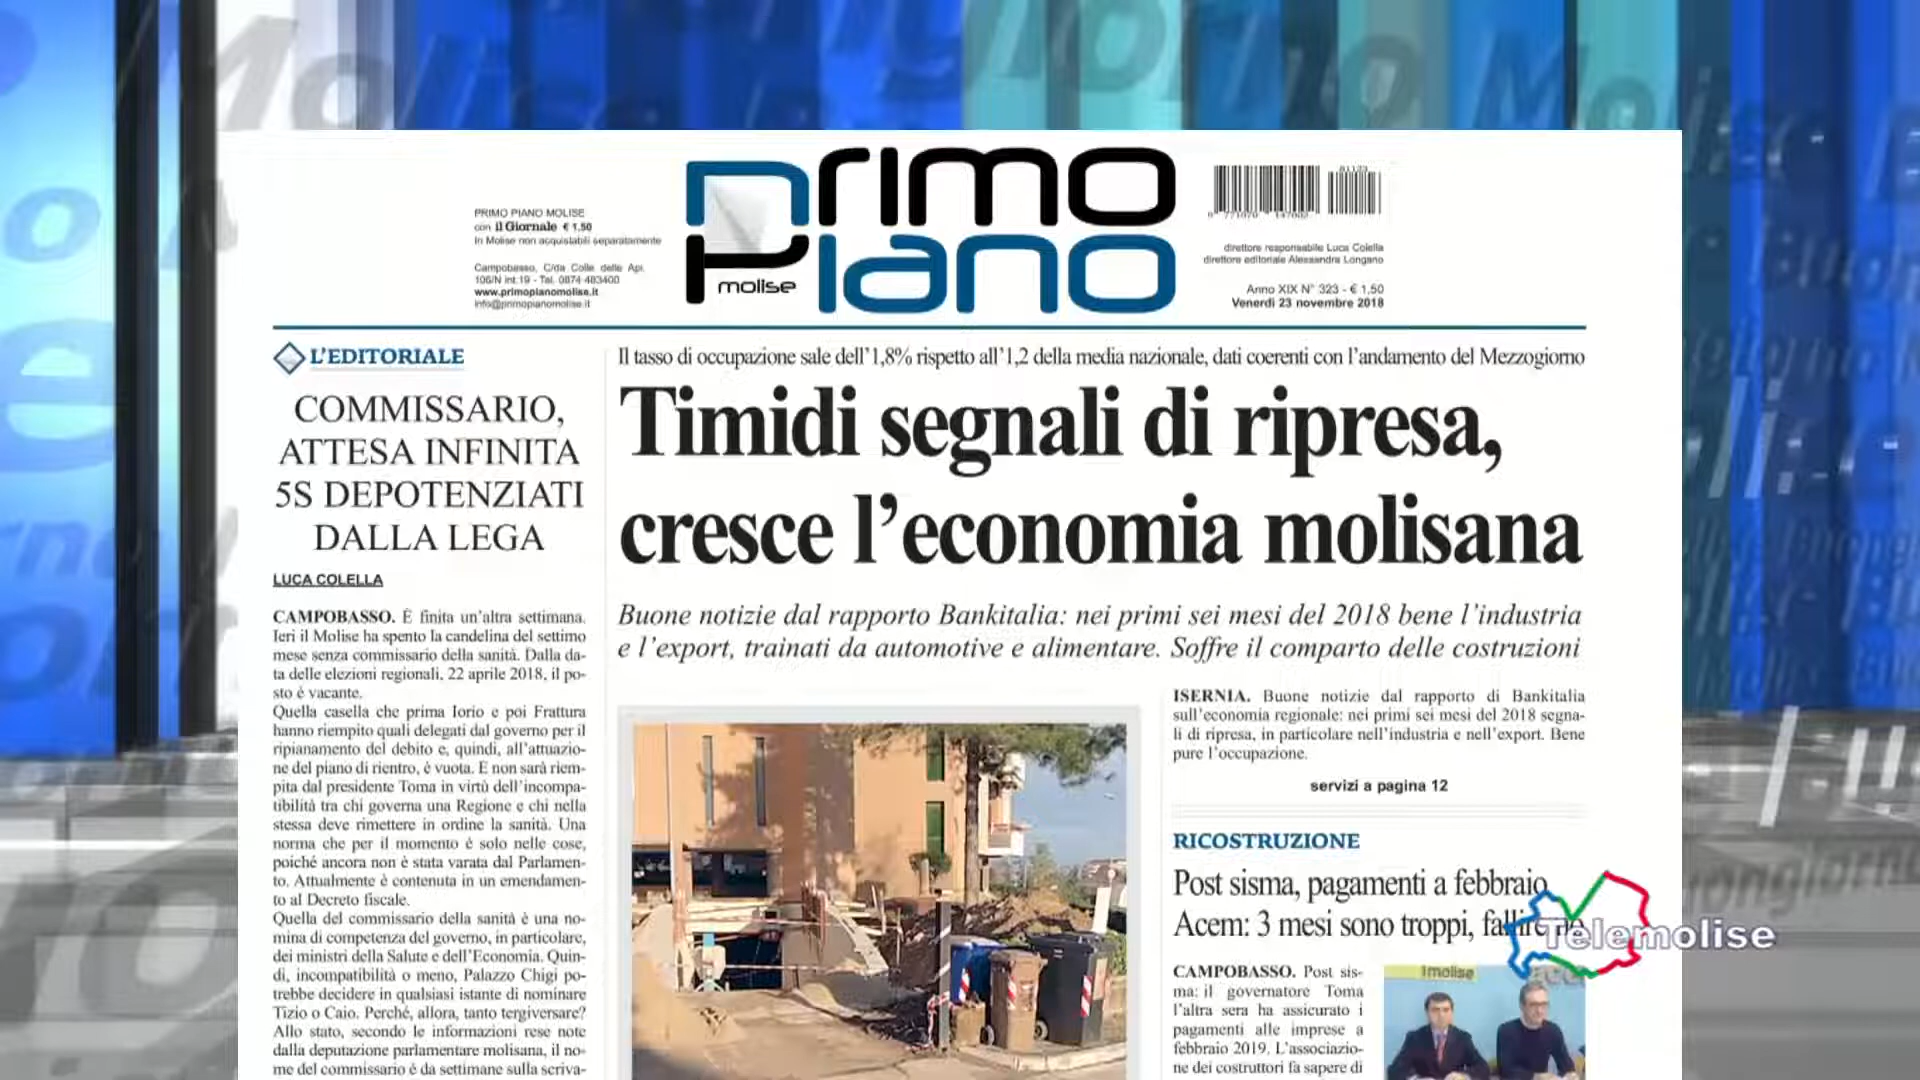 PRIMO PIANO MOLISE
con il Giornale € 1,50
In Molise non acquistabili separatamente
Campobasso, C/da Colle delle Api,
106/N int.19 - Tel. 0874 483400
www.primopianomolise.it
info@primopianomolise.it
PRIMO
PIANO
molise
direttore responsabile Luca Colella
direttore editoriale Alessandra Longano
Anno XIX N° 323 - € 1,50
Venerdì 23 novembre 2018
L'EDITORIALE
COMMISSARIO,
ATTESA INFINITA
5S DEPOTENZIATI
DALLA LEGA
LUCA COLELLA
CAMPOBASSO. È finita un'altra settimana.
Ieri il Molise ha spento la candelina del settimo
mese senza commissario della sanità. Dalla da-
ta delle elezioni regionali, 22 aprile 2018, il po-
sto è vacante.
Quella casella che prima Iorio e poi Frattura
hanno riempito quali delegati dal governo per il
ripianamento del debito e, quindi, all'attuazio-
ne del piano di rientro, è vuota. E non sarà riem-
pita dal presidente Toma in virtù dell'incompa-
tibilità tra chi governa una Regione e chi nella
stessa deve rimettere in ordine la sanità. Una
norma che per il momento è solo nelle cose,
poiché ancora non è stata varata dal Parlamen-
to. Attualmente è contenuta in un emendamen-
to al Decreto fiscale.
Quella del commissario della sanità è una no-
mina di competenza del governo, in particolare,
dei ministri della Salute e dell'Economia. Quin-
di, incompatibilità o meno, Palazzo Chigi po-
trebbe decidere in qualsiasi istante di nominare
Tizio o Caio. Perché, allora, tanto tergiversare?
Allo stato, secondo le informazioni rese note
dalla deputazione parlamentare molisana, il no-
me del commissario è da settimane sulla scriva-
Il tasso di occupazione sale dell'1,8% rispetto all'1,2 della media nazionale, dati coerenti con l'andamento del Mezzogiorno
Timidi segnali di ripresa,
cresce l'economia molisana
Buone notizie dal rapporto Bankitalia: nei primi sei mesi del 2018 bene l'industria
e l'export, trainati da automotive e alimentare. Soffre il comparto delle costruzioni
ISERNIA. Buone notizie dal rapporto di Bankitalia
sull'economia regionale: nei primi sei mesi del 2018 segna-
li di ripresa, in particolare nell'industria e nell'export. Bene
pure l'occupazione.
servizi a pagina 12
RICOSTRUZIONE
Post sisma, pagamenti a febbraio
Acem: 3 mesi sono troppi,
Telemolise
CAMPOBASSO. Post sis-
ma: il governatore Toma
l'altra sera ha assicurato i
pagamenti alle imprese a
febbraio 2019. L'associazio-
ne dei costruttori fa sapere di